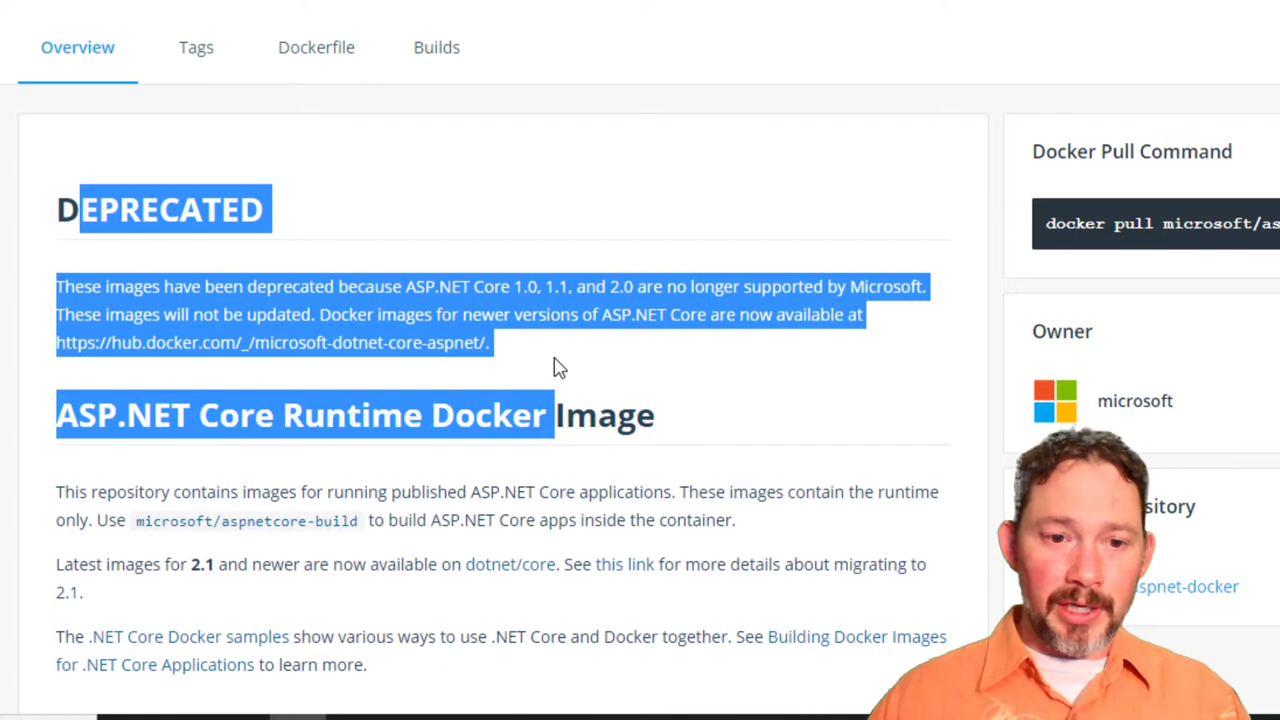 Overview Tags Dockerfile Builds
DEPRECATED
These images have been deprecated because ASP.NET Core 1.0, 1.1, and 2.0 are no longer supported by Microsoft.
These images will not be updated. Docker images for newer versions of ASP.NET Core are now available at
https://hub.docker.com/_/microsoft-dotnet-core-aspnet/.
ASP.NET Core Runtime Docker Image
This repository contains images for running published ASP.NET Core applications. These images contain the runtime
only. Use microsoft/aspnetcore-build to build ASP.NET Core apps inside the container.
Latest images for 2.1 and newer are now available on dotnet/core. See this link for more details about migrating to
2.1.
The .NET Core Docker samples show various ways to use .NET Core and Docker together. See Building Docker Images
for .NET Core Applications to learn more.
Docker Pull Command
docker pull microsoft/as
Owner
microsoft
sitory
aspnet-docker